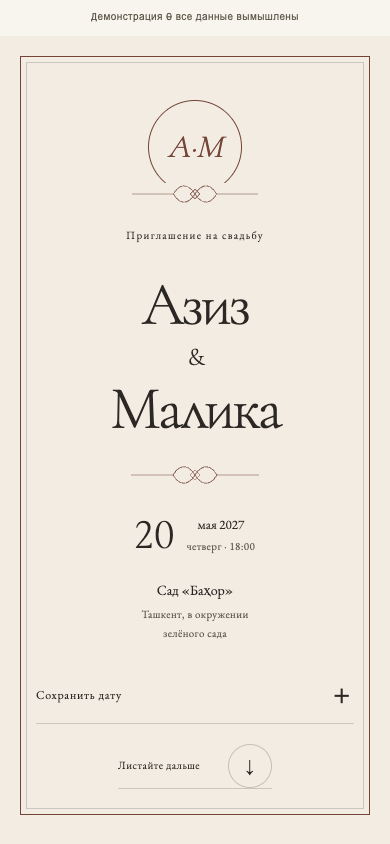 Демонстрация ө все данные вымышлены
А·М
Приглашение на свадьбу
Азиз
&
Малика
20
мая 2027
четверг · 18:00
Сад «Баҳор»
Ташкент, в окружении
зелёного сада
Сохранить дату +
Листайте дальше ↓